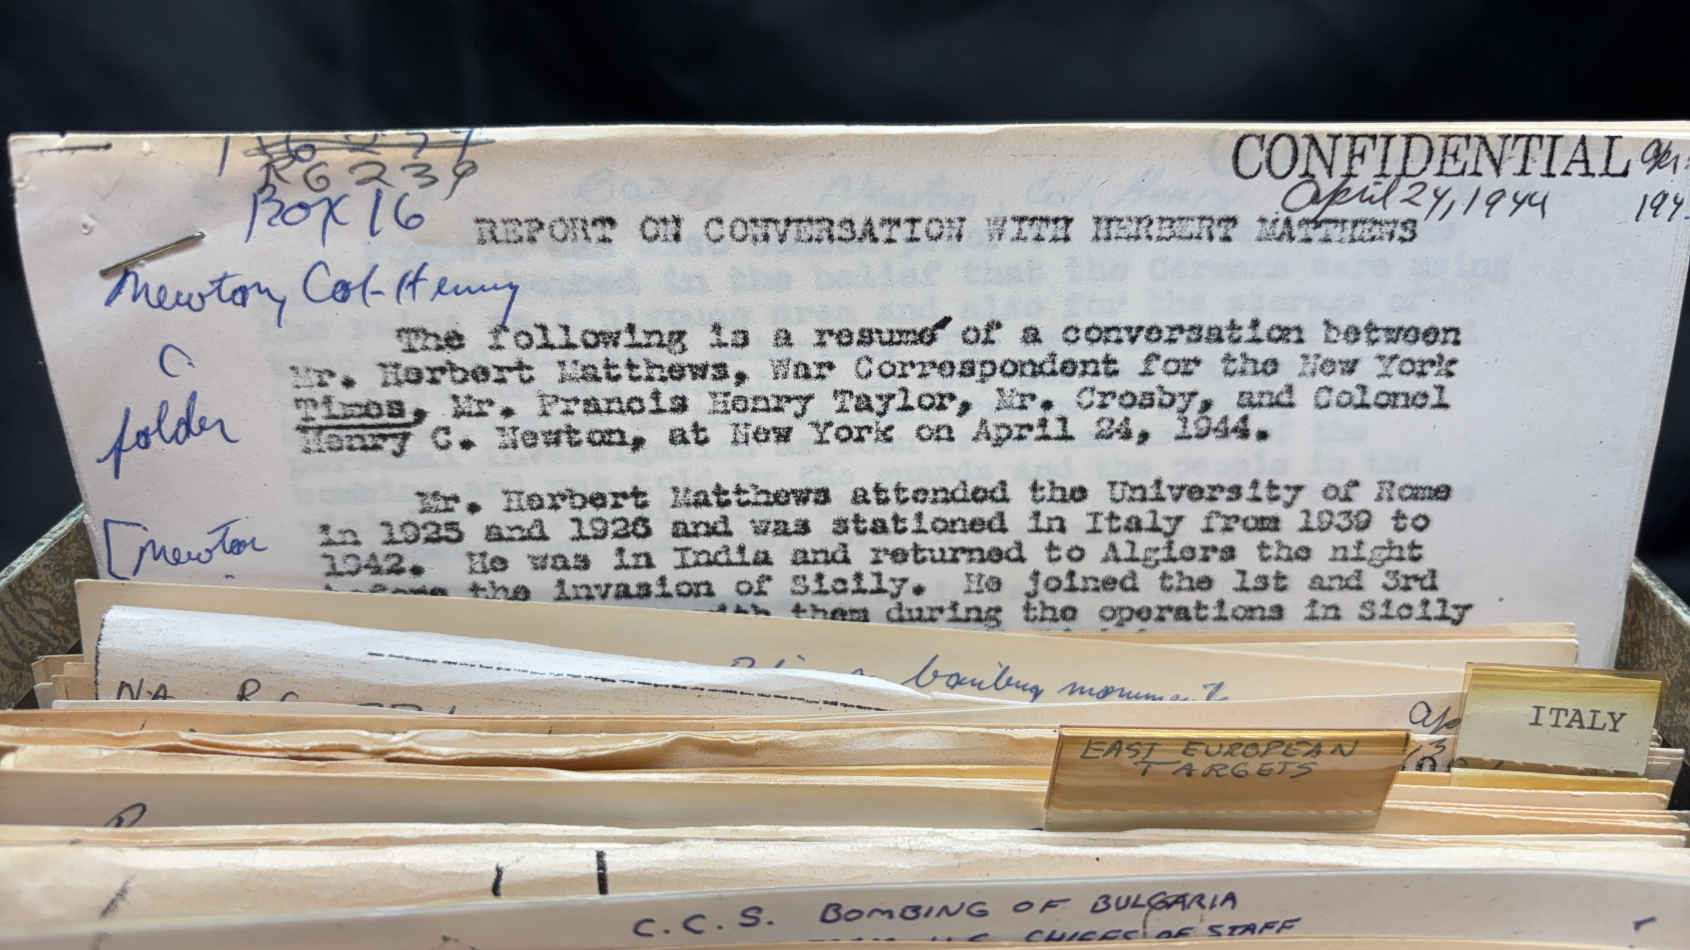 RG 239
CONFIDENTIAL
April 24, 1944
Box 16
REPORT ON CONVERSATION WITH HERBERT MATTHEWS
Newton, Col-Henry
C.
folder
[Newton
The following is a resumé of a conversation between
Mr. Herbert Matthews, War Correspondent for the New York
Times, Mr. Francis Henry Taylor, Mr. Crosby, and Colonel
Henry C. Newton, at New York on April 24, 1944.
Mr. Herbert Matthews attended the University of Rome
in 1925 and 1926 and was stationed in Italy from 1939 to
1942. He was in India and returned to Algiers the night
before the invasion of Sicily. He joined the 1st and 3rd
them during the operations in Sicily
bombing monument
NA RG
ITALY
EAST EUROPEAN
TARGETS
C.C.S. BOMBING OF BULGARIA
CHIEFS OF STAFF